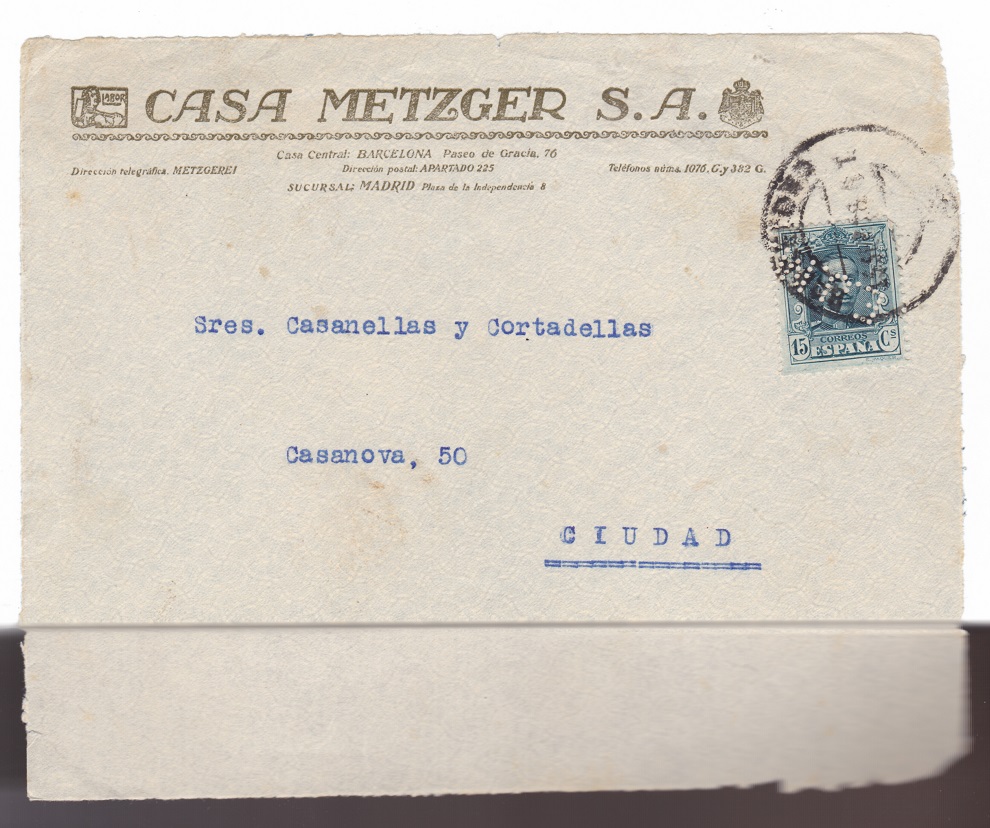 LABOR
CASA METZGER S.A.
Casa Central: BARCELONA Paseo de Gracia, 76
Dirección telegráfica. METZGEREI
Dirección postal: APARTADO 225
Teléfonos núms. 1076, G. y 382 G.
SUCURSAL: MADRID Plaza de la Independencia 8
Sres. Casanellas y Cortadellas
15 CORREOS Cs
ESPAÑA
Casanova, 50
CIUDAD